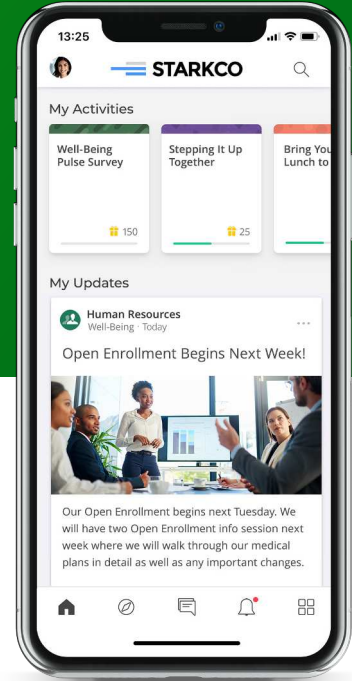 13:25
STARKCO
My Activities
Well-Being
Pulse Survey
150
Stepping It Up
Together
25
Bring You
Lunch to
My Updates
Human Resources
Well-Being · Today
Open Enrollment Begins Next Week!
Our Open Enrollment begins next Tuesday. We
will have two Open Enrollment info session next
week where we will walk through our medical
plans in detail as well as any important changes.